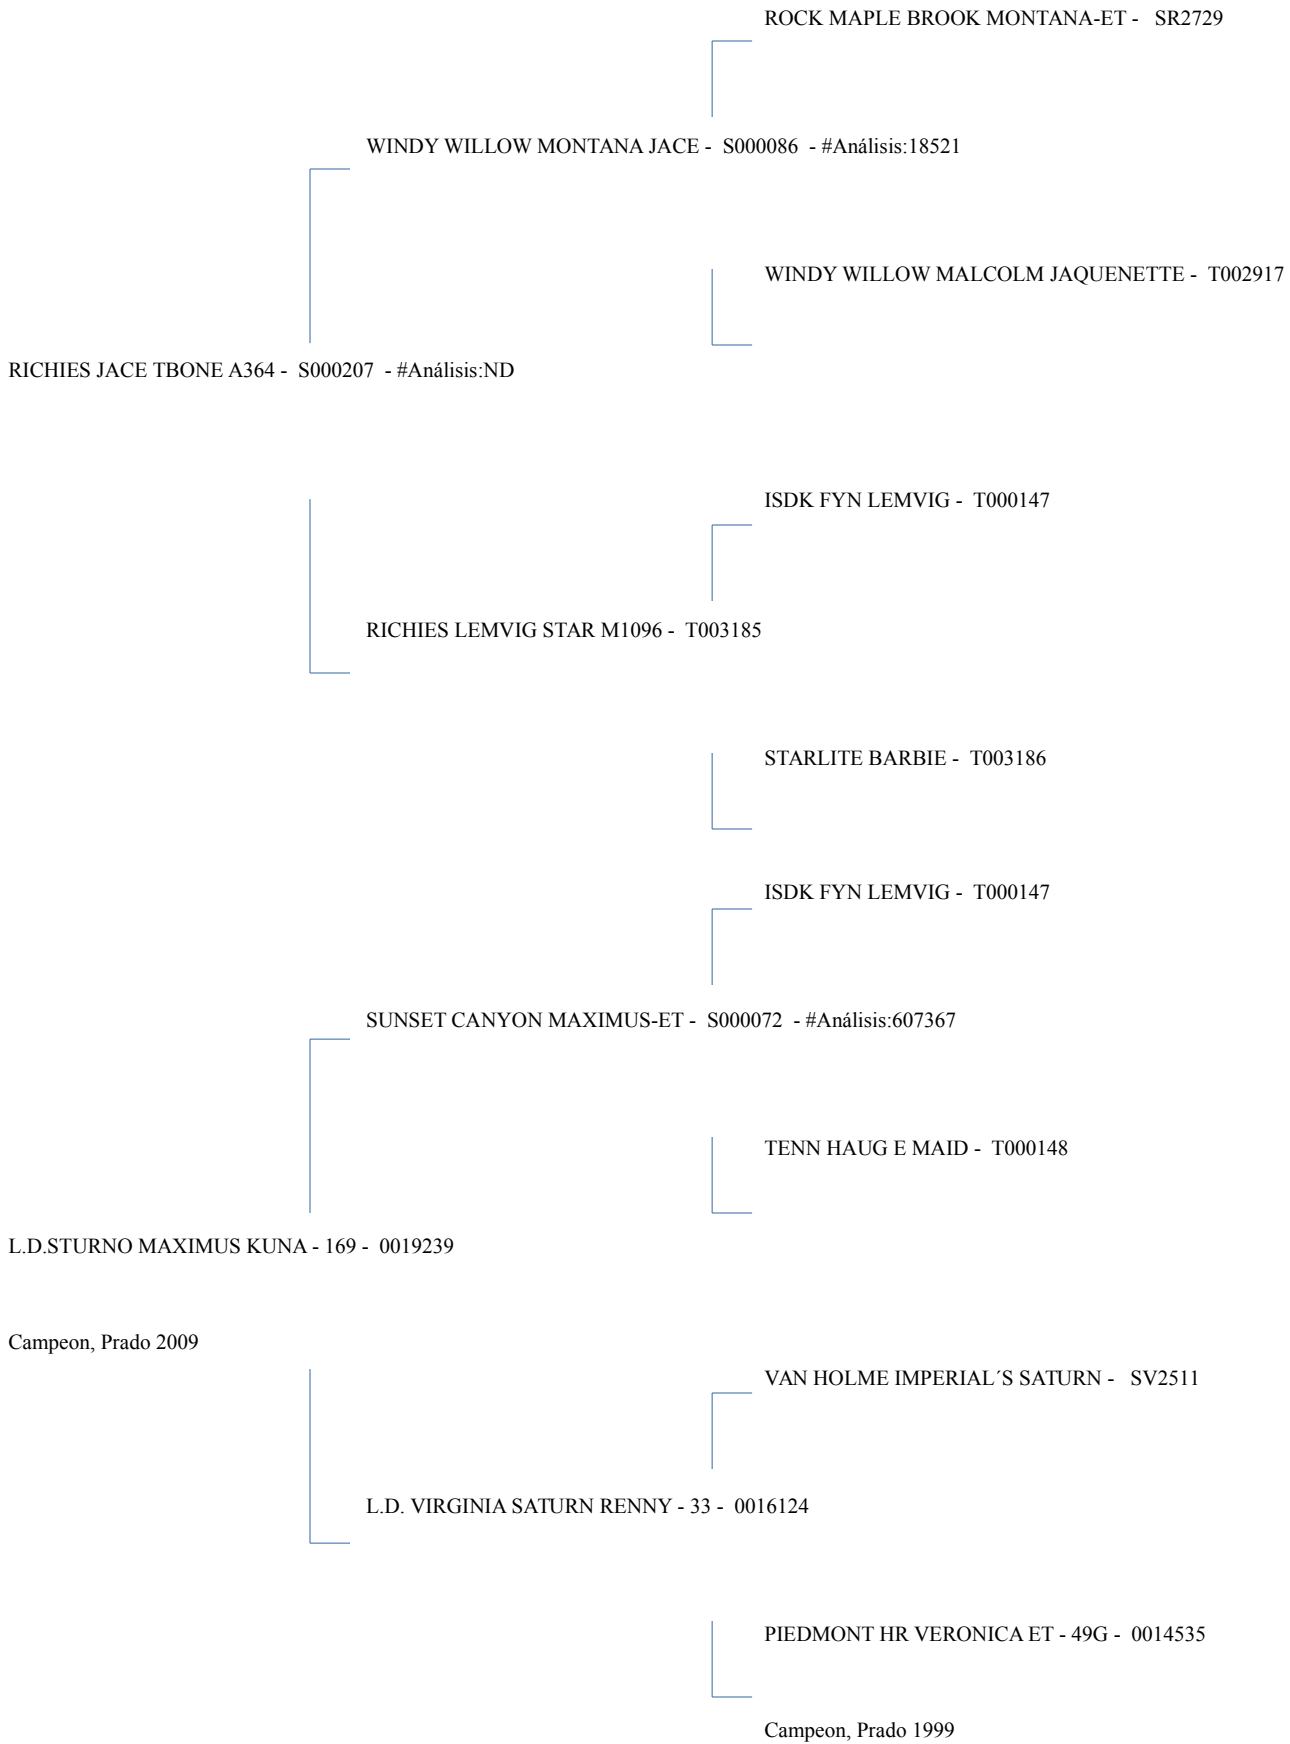 ROCK MAPLE BROOK MONTANA-ET - SR2729
WINDY WILLOW MONTANA JACE - S000086 - #Análisis:18521
WINDY WILLOW MALCOLM JAQUENETTE - T002917
RICHIES JACE TBONE A364 - S000207 - #Análisis:ND
ISDK FYN LEMVIG - T000147
RICHIES LEMVIG STAR M1096 - T003185
STARLITE BARBIE - T003186
ISDK FYN LEMVIG - T000147
SUNSET CANYON MAXIMUS-ET - S000072 - #Análisis:607367
TENN HAUG E MAID - T000148
L.D.STURNO MAXIMUS KUNA - 169 - 0019239
Campeon, Prado 2009
VAN HOLME IMPERIAL´S SATURN - SV2511
L.D. VIRGINIA SATURN RENNY - 33 - 0016124
PIEDMONT HR VERONICA ET - 49G - 0014535
Campeon, Prado 1999